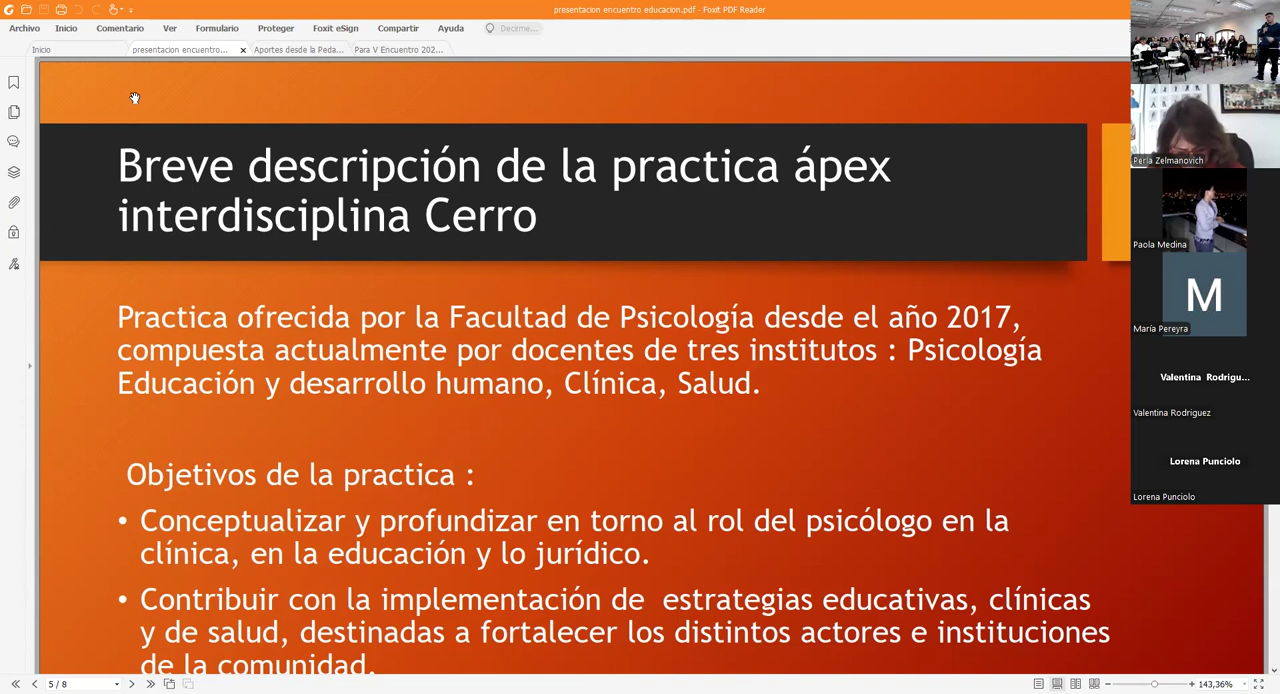 presentacion encuentro educacion.pdf - Foxit PDF Reader
Archivo Inicio Comentario Ver Formulario Proteger Foxit eSign Compartir Ayuda Decirme...
Inicio presentacion encuentro... Aportes desde la Peda... Para V Encuentro 202...
Breve descripción de la practica ápex
interdisciplina Cerro
Practica ofrecida por la Facultad de Psicología desde el año 2017,
compuesta actualmente por docentes de tres institutos : Psicología
Educación y desarrollo humano, Clínica, Salud.
Objetivos de la practica :
• Conceptualizar y profundizar en torno al rol del psicólogo en la
clínica, en la educación y lo jurídico.
• Contribuir con la implementación de estrategias educativas, clínicas
y de salud, destinadas a fortalecer los distintos actores e instituciones
de la comunidad.
Perla Zelmanovich
Paola Medina
M
María Pereyra
Valentina Rodrigu...
Valentina Rodriguez
Lorena Punciolo
Lorena Punciolo
5 / 8
143,36%